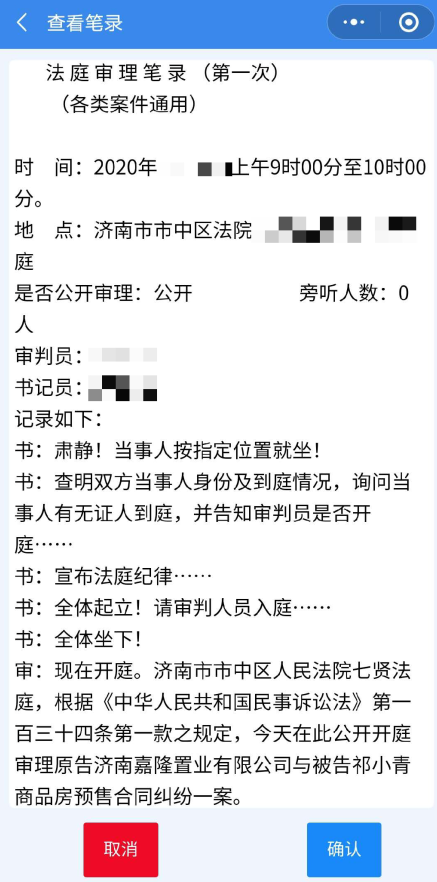 查看笔录
法庭审理笔录（第一次）
（各类案件通用）
时 间：2020年 上午9时00分至10时00
分。
地 点：济南市市中区法院
庭
是否公开审理：公开 旁听人数：0
人
审判员：
书记员：
记录如下：
书：肃静！当事人按指定位置就坐！
书：查明双方当事人身份及到庭情况，询问当
事人有无证人到庭，并告知审判员是否开
庭……
书：宣布法庭纪律……
书：全体起立！请审判人员入庭……
书：全体坐下！
审：现在开庭。济南市市中区人民法院七贤法
庭，根据《中华人民共和国民事诉讼法》第一
百三十四条第一款之规定，今天在此公开开庭
审理原告济南嘉隆置业有限公司与被告祁小青
商品房预售合同纠纷一案。
取消 确认